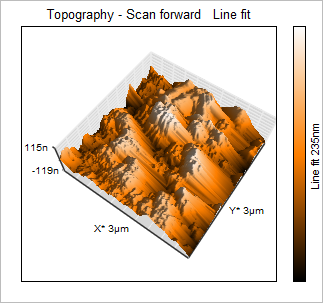 Topography - Scan forward Line fit
115n
-119n
X* 3µm
Y* 3µm
Line fit 235nm